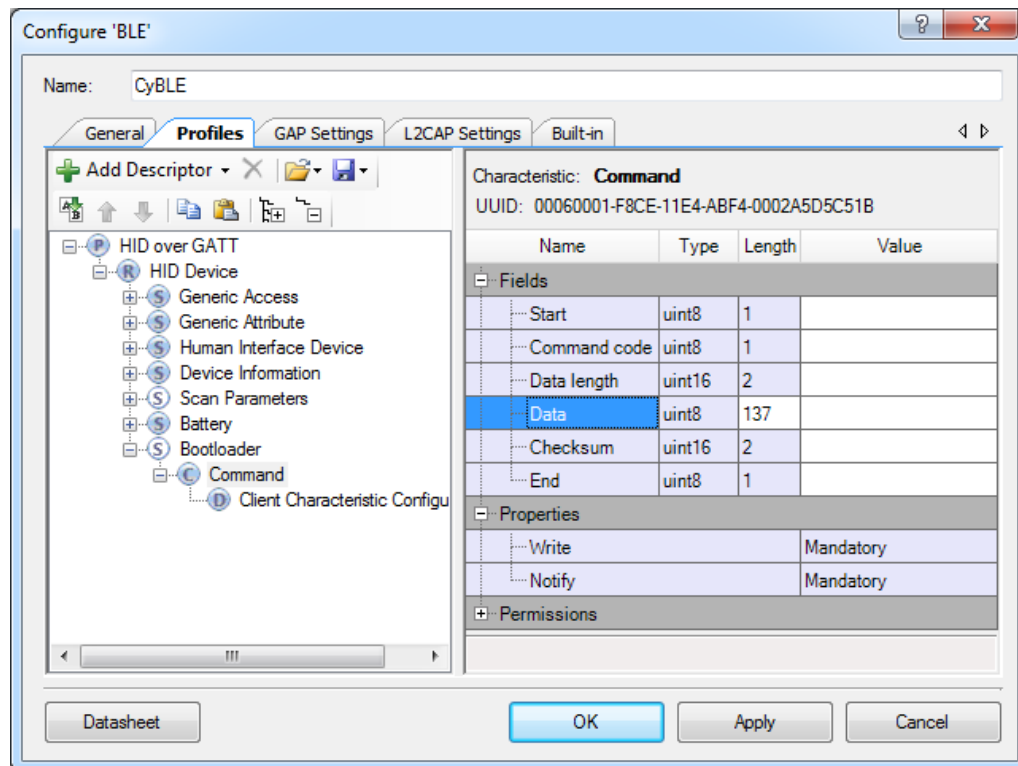 Configure 'BLE'
Name: CyBLE
General Profiles GAP Settings L2CAP Settings Built-in
Add Descriptor
HID over GATT
HID Device
Generic Access
Generic Attribute
Human Interface Device
Device Information
Scan Parameters
Battery
Bootloader
Command
Client Characteristic Configu
Characteristic: Command
UUID: 00060001-F8CE-11E4-ABF4-0002A5D5C51B
Name Type Length Value
Fields
Start uint8 1
Command code uint8 1
Data length uint16 2
Data uint8 137
Checksum uint16 2
End uint8 1
Properties
Write Mandatory
Notify Mandatory
Permissions
Datasheet OK Apply Cancel